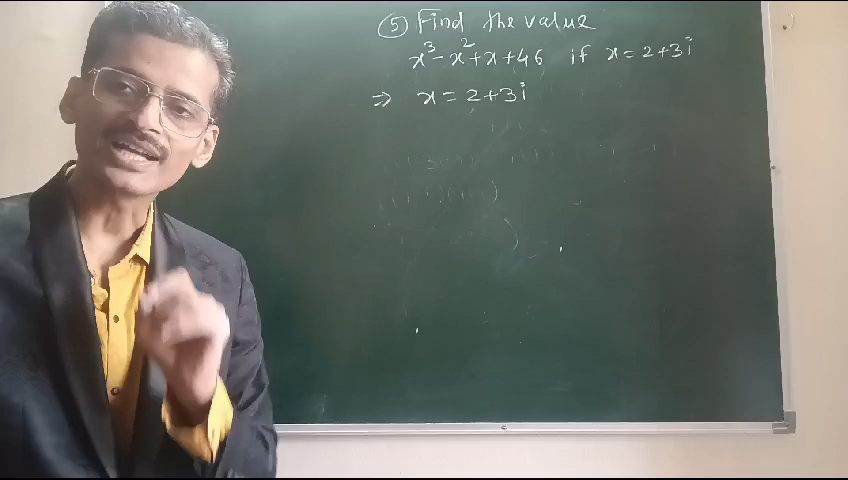 (5) Find the value
x³ - x² + x + 46 if x = 2 + 3i
⇒ x = 2 + 3i